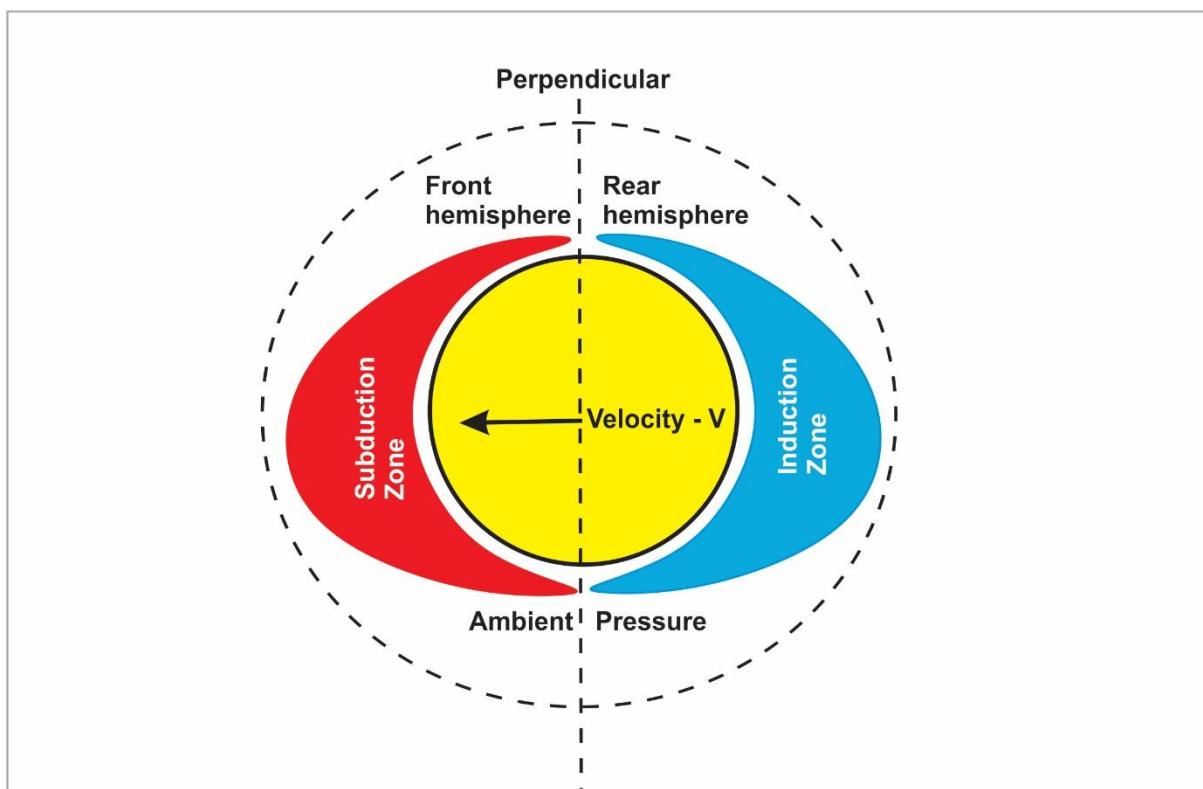 Perpendicular
Front
hemisphere
Rear
hemisphere
Subduction
Zone
Velocity - V
Induction
Zone
Ambient
Pressure